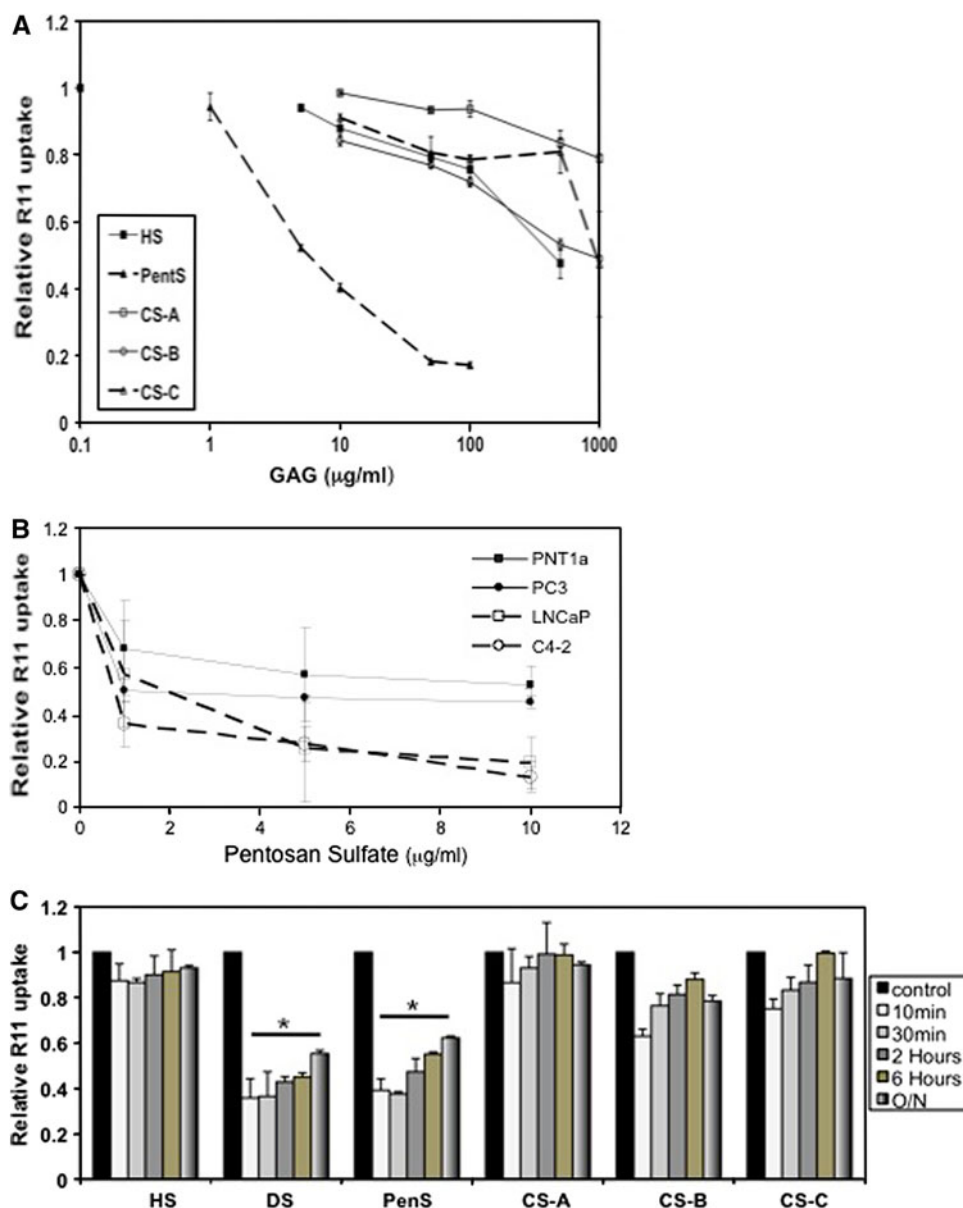 A
1.2
1
0.8
0.6
0.4
0.2
0
Relative R11 uptake
HS
PentS
CS-A
CS-B
CS-C
0.1 1 10 100 1000
GAG (μg/ml)
B
1.2
1
0.8
0.6
0.4
0.2
0
Relative R11 uptake
PNT1a
PC3
LNCaP
C4-2
0 2 4 6 8 10 12
Pentosan Sulfate (μg/ml)
C
1.2
1
0.8
0.6
0.4
0.2
0
Relative R11 uptake
* *
control
10min
30min
2 Hours
6 Hours
O/N
HS DS PenS CS-A CS-B CS-C